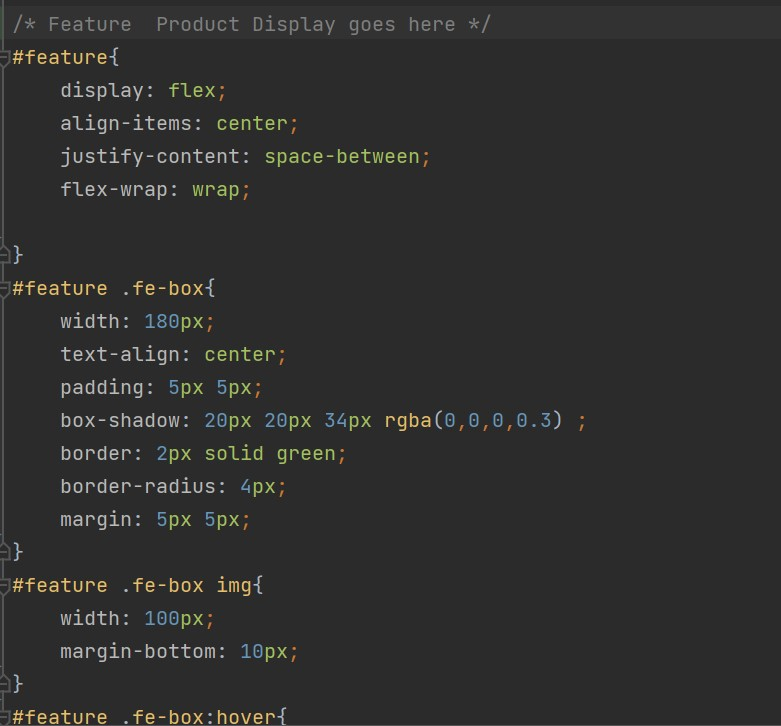 /* Feature  Product Display goes here */
#feature{
    display: flex;
    align-items: center;
    justify-content: space-between;
    flex-wrap: wrap;

}
#feature .fe-box{
    width: 180px;
    text-align: center;
    padding: 5px 5px;
    box-shadow: 20px 20px 34px rgba(0,0,0,0.3) ;
    border: 2px solid green;
    border-radius: 4px;
    margin: 5px 5px;
}
#feature .fe-box img{
    width: 100px;
    margin-bottom: 10px;
}
#feature .fe-box:hover{